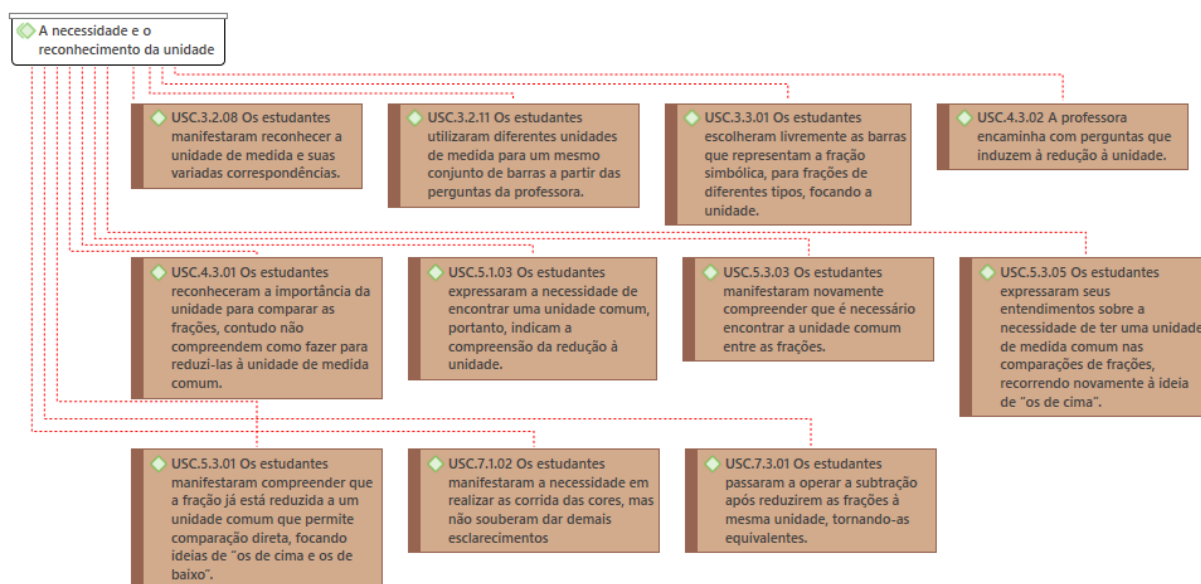 A necessidade e o
reconhecimento da unidade
USC.3.2.08 Os estudantes
manifestaram reconhecer a
unidade de medida e suas
variadas correspondências.
USC.3.2.11 Os estudantes
utilizaram diferentes unidades
de medida para um mesmo
conjunto de barras a partir das
perguntas da professora.
USC.3.3.01 Os estudantes
escolheram livremente as barras
que representam a fração
simbólica, para frações de
diferentes tipos, focando a
unidade.
USC.4.3.02 A professora
encaminha com perguntas que
induzem à redução à unidade.
USC.4.3.01 Os estudantes
reconheceram a importância da
unidade para comparar as
frações, contudo não
compreendem como fazer para
reduzi-las à unidade de medida
comum.
USC.5.1.03 Os estudantes
expressaram a necessidade de
encontrar uma unidade comum,
portanto, indicam a
compreensão da redução à
unidade.
USC.5.3.03 Os estudantes
manifestaram novamente
compreender que é necessário
encontrar a unidade comum
entre as frações.
USC.5.3.05 Os estudantes
expressaram seus
entendimentos sobre a
necessidade de ter uma unidade
de medida comum nas
comparações de frações,
recorrendo novamente à ideia
de "os de cima".
USC.5.3.01 Os estudantes
manifestaram compreender que
a fração já está reduzida a um
unidade comum que permite
comparação direta, focando
ideias de "os de cima e os de
baixo".
USC.7.1.02 Os estudantes
manifestaram a necessidade em
realizar as corrida das cores, mas
não souberam dar demais
esclarecimentos
USC.7.3.01 Os estudantes
passaram a operar a subtração
após reduzirem as frações à
mesma unidade, tornando-as
equivalentes.